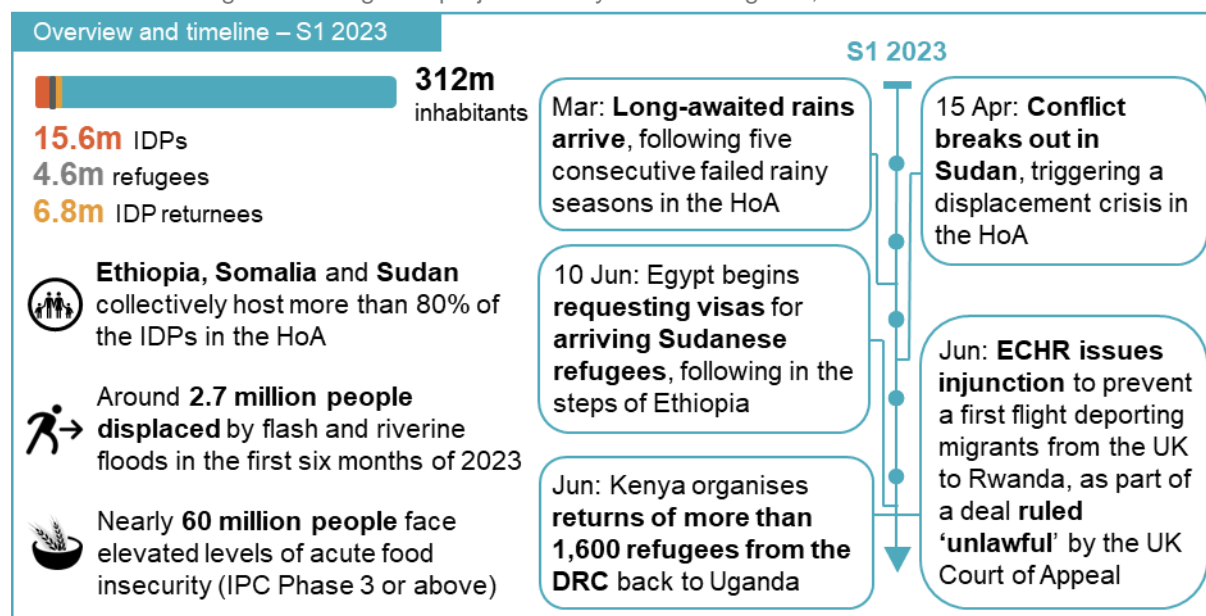 Overview and timeline – S1 2023
312m
inhabitants
15.6m IDPs
4.6m refugees
6.8m IDP returnees
Ethiopia, Somalia and Sudan
collectively host more than 80% of
the IDPs in the HoA
Around 2.7 million people
displaced by flash and riverine
floods in the first six months of 2023
Nearly 60 million people face
elevated levels of acute food
insecurity (IPC Phase 3 or above)
S1 2023
Mar: Long-awaited rains
arrive, following five
consecutive failed rainy
seasons in the HoA
15 Apr: Conflict
breaks out in
Sudan, triggering a
displacement crisis in
the HoA
10 Jun: Egypt begins
requesting visas for
arriving Sudanese
refugees, following in the
steps of Ethiopia
Jun: ECHR issues
injunction to prevent
a first flight deporting
migrants from the UK
to Rwanda, as part of
a deal ruled
‘unlawful’ by the UK
Court of Appeal
Jun: Kenya organises
returns of more than
1,600 refugees from the
DRC back to Uganda